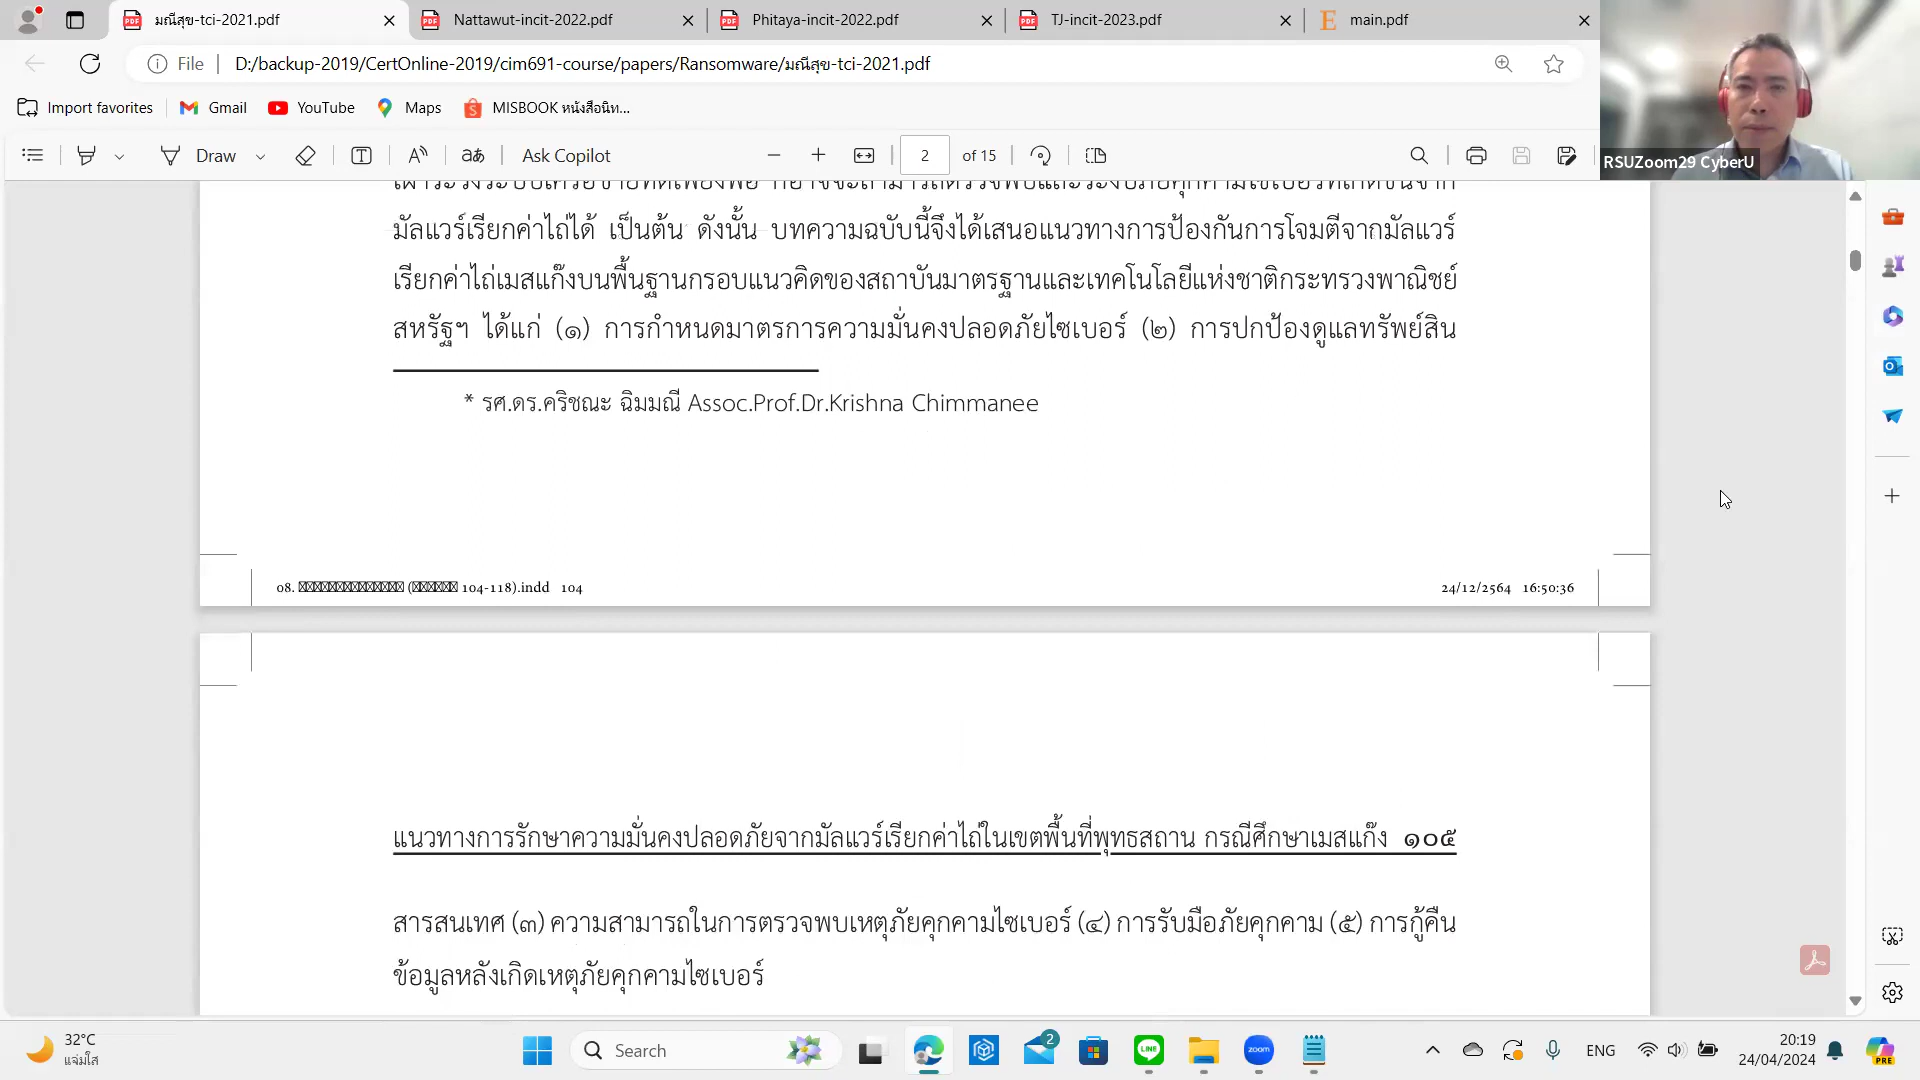 มณีสุข-tci-2021.pdf
Nattawut-incit-2022.pdf
Phitaya-incit-2022.pdf
TJ-incit-2023.pdf
main.pdf
File
D:/backup-2019/CertOnline-2019/cim691-course/papers/Ransomware/มณีสุข-tci-2021.pdf
Import favorites
Gmail
YouTube
Maps
MISBOOK หนังสือนิท...
Draw
Ask Copilot
2 of 15
RSUZoom29 CyberU
มัลแวร์เรียกค่าไถ่ได้ เป็นต้น ดังนั้น บทความฉบับนี้จึงได้เสนอแนวทางการป้องกันการโจมตีจากมัลแวร์
เรียกค่าไถ่เมสแก๊งบนพื้นฐานกรอบแนวคิดของสถาบันมาตรฐานและเทคโนโลยีแห่งชาติกระทรวงพาณิชย์
สหรัฐฯ ได้แก่ (๑) การกำหนดมาตรการความมั่นคงปลอดภัยไซเบอร์ (๒) การปกป้องดูแลทรัพย์สิน
* รศ.ดร.คริชณะ ฉิมมณี Assoc.Prof.Dr.Krishna Chimmanee
08. (104-118).indd 104
24/12/2564 16:50:36
แนวทางการรักษาความมั่นคงปลอดภัยจากมัลแวร์เรียกค่าไถ่ในเขตพื้นที่พุทธสถาน กรณีศึกษาเมสแก๊ง ๑๐๕
สารสนเทศ (๓) ความสามารถในการตรวจพบเหตุภัยคุกคามไซเบอร์ (๔) การรับมือภัยคุกคาม (๕) การกู้คืน
ข้อมูลหลังเกิดเหตุภัยคุกคามไซเบอร์
32°C
แจ่มใส
Search
2
zoom
LINE
ENG
20:19
24/04/2024
PRE